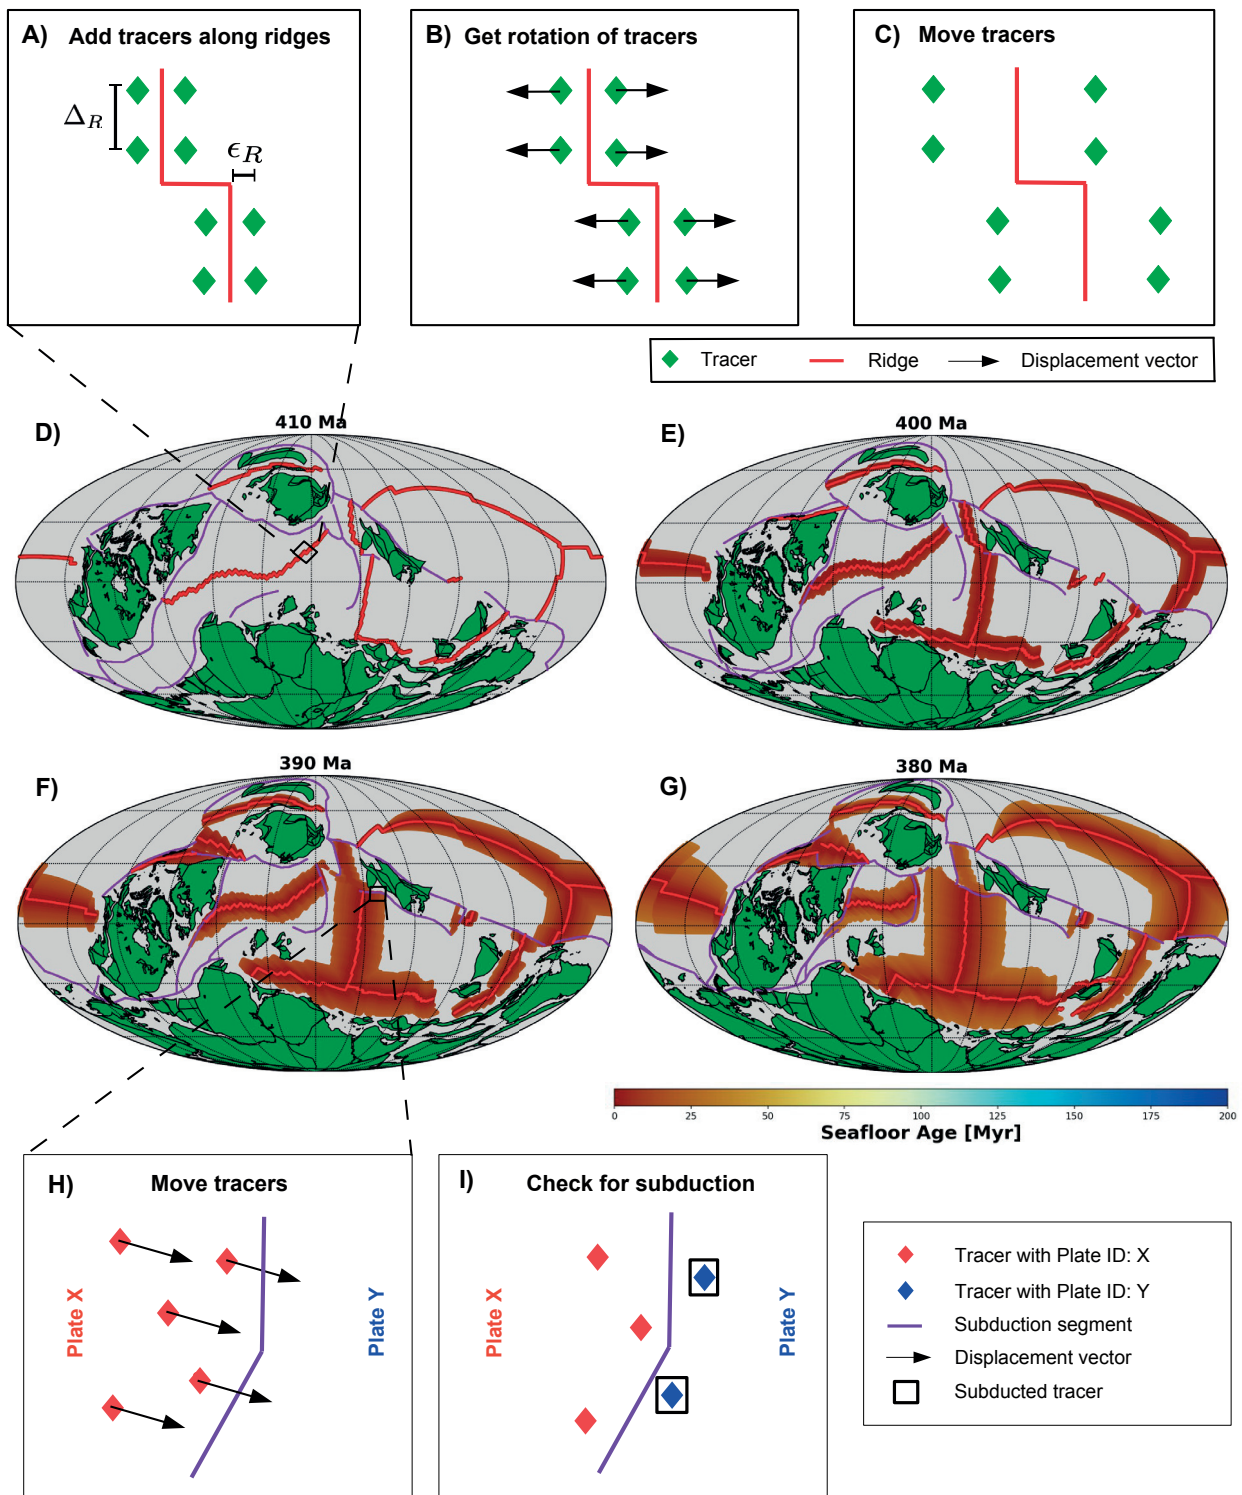 A) Add tracers along ridges
Δ_R
ϵ_R
B) Get rotation of tracers
C) Move tracers
Tracer Ridge Displacement vector
D) 410 Ma
E) 400 Ma
F) 390 Ma
G) 380 Ma
0 25 50 75 100 125 150 175 200
Seafloor Age [Myr]
H) Move tracers
Plate X
Plate Y
I) Check for subduction
Plate X
Plate Y
Tracer with Plate ID: X
Tracer with Plate ID: Y
Subduction segment
Displacement vector
Subducted tracer